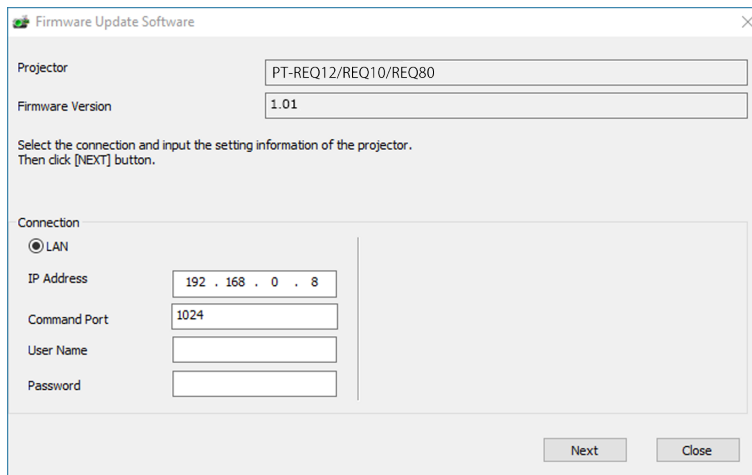 Firmware Update Software
Projector PT-REQ12/REQ10/REQ80
Firmware Version 1.01
Select the connection and input the setting information of the projector.
Then click [NEXT] button.
Connection
LAN
IP Address 192 . 168 . 0 . 8
Command Port 1024
User Name
Password
Next Close